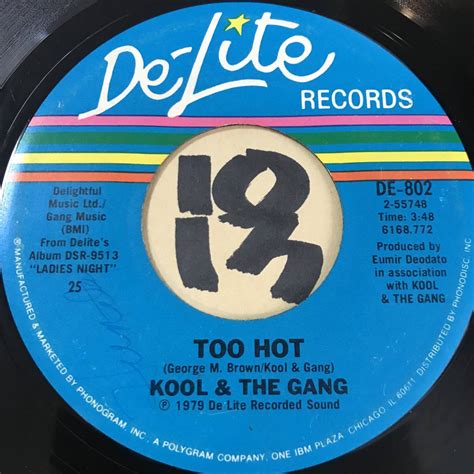 De-Lite
RECORDS
Delightful
Music Ltd./
Gang Music
(BMI)
From Delite's
Album DSR-9513
"LADIES NIGHT"
25
DE-802
2-55748
Time: 3:48
6168.772
Produced by
Eumir Deodato
in association
with KOOL
& THE GANG
TOO HOT
(George M. Brown/Kool & Gang)
KOOL & THE GANG
℗ 1979 De Lite Recorded Sound
MANUFACTURED & MARKETED BY PHONOGRAM, INC. A POLYGRAM COMPANY, ONE IBM PLAZA, CHICAGO, IL 60611 DISTRIBUTED BY PHONODISC, INC